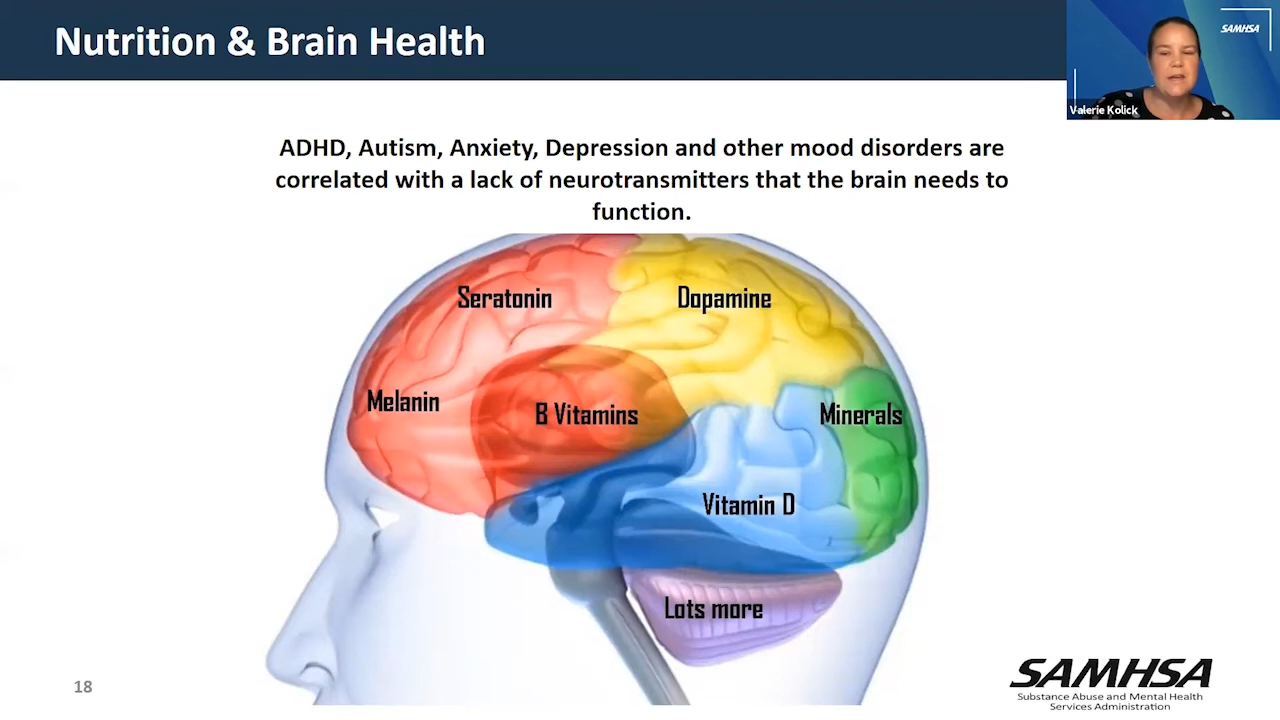 Nutrition & Brain Health
SAMHSA
Valerie Kolick
ADHD, Autism, Anxiety, Depression and other mood disorders are
correlated with a lack of neurotransmitters that the brain needs to
function.
Seratonin
Dopamine
Melanin
B Vitamins
Minerals
Vitamin D
Lots more
18
SAMHSA
Substance Abuse and Mental Health
Services Administration